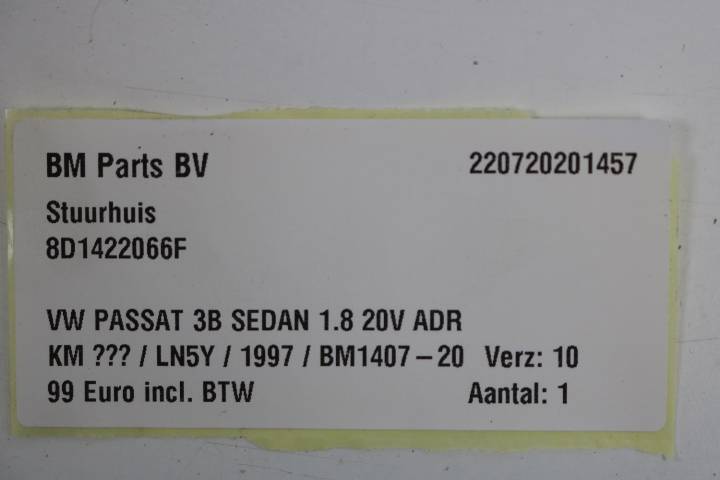 BM Parts BV 220720201457
Stuurhuis
8D1422066F
VW PASSAT 3B SEDAN 1.8 20V ADR
KM ??? / LN5Y / 1997 / BM1407-20 Verz: 10
99 Euro incl. BTW Aantal: 1